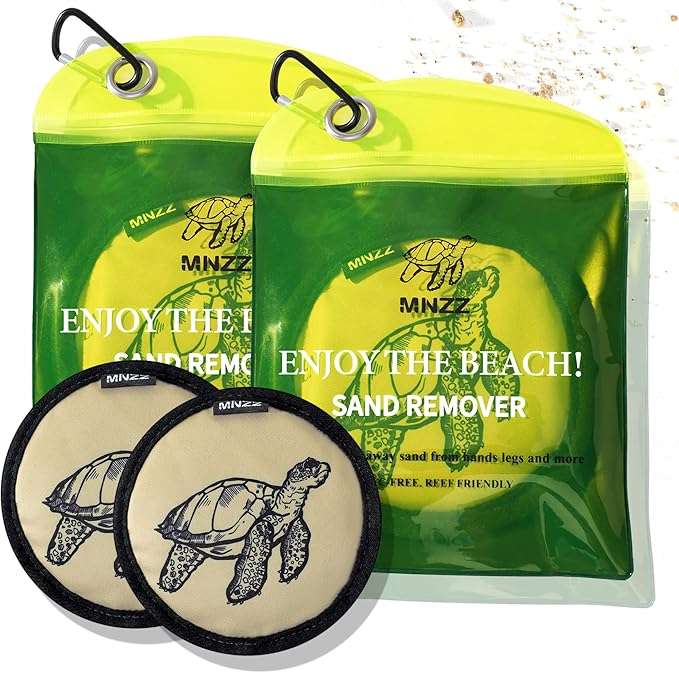 MNZZ
MNZZ
ENJOY THE
SAND
MNZZ
MNZZ
ENJOY THE BEACH!
SAND REMOVER
away sand from hands legs and more
FREE, REEF FRIENDLY
MNZZ
MNZZ